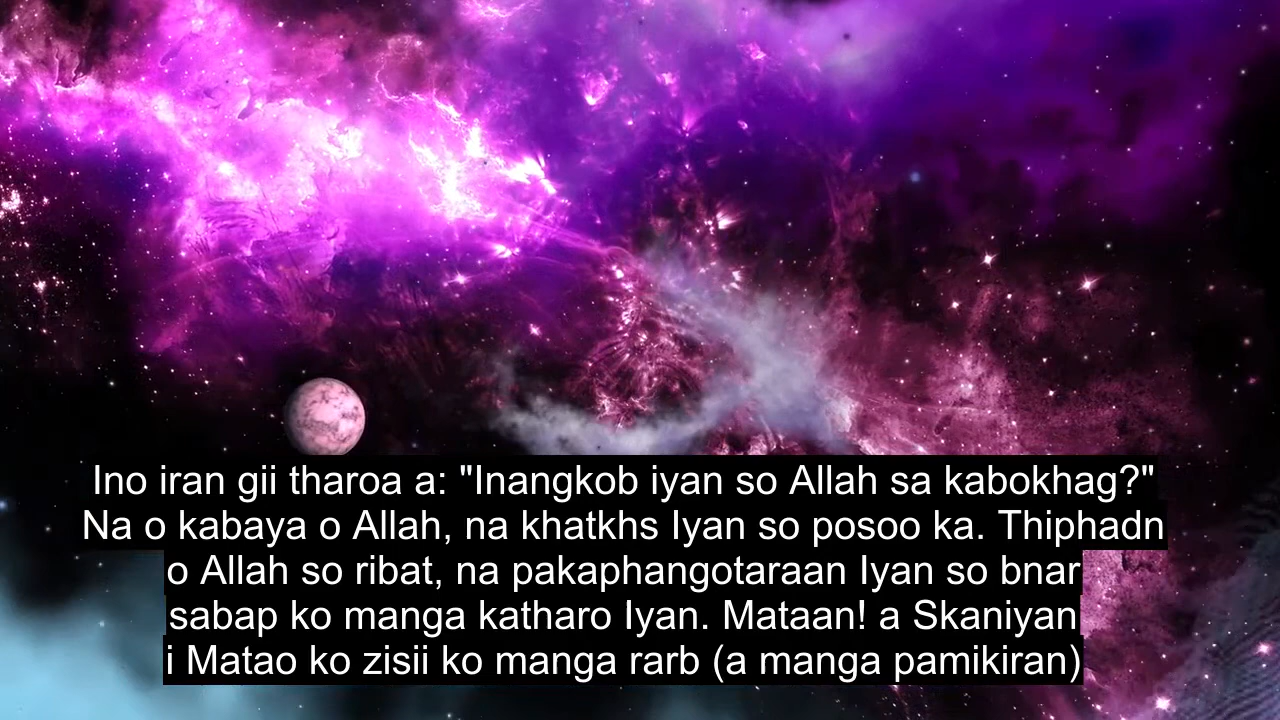 Ino iran gii tharoa a: "Inangkob iyan so Allah sa kabokhag?"
Na o kabaya o Allah, na khatkhs Iyan so posoo ka. Thiphadn
o Allah so ribat, na pakaphangotaraan Iyan so bnar
sabap ko manga katharo Iyan. Mataan! a Skaniyan
i Matao ko zisii ko manga rarb (a manga pamikiran)